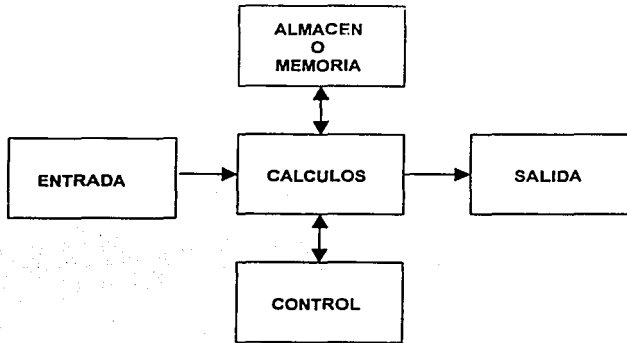 ALMACEN
O
MEMORIA
ENTRADA
CALCULOS
SALIDA
CONTROL